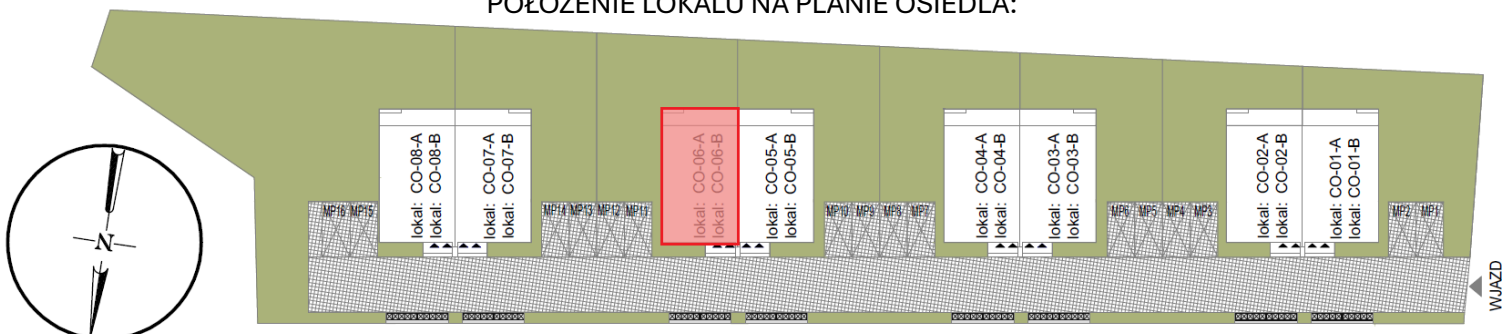 POŁOŻENIE LOKALU NA PLANIE OSIEDLA:
lokal: CO-08-A
lokal: CO-08-B
lokal: CO-07-A
lokal: CO-07-B
lokal: CO-06-A
lokal: CO-06-B
lokal: CO-05-A
lokal: CO-05-B
lokal: CO-04-A
lokal: CO-04-B
lokal: CO-03-A
lokal: CO-03-B
lokal: CO-02-A
lokal: CO-02-B
lokal: CO-01-A
lokal: CO-01-B
MP16 MP15
MP14 MP13 MP12 MP11
MP10 MP9 MP8 MP7
MP6 MP5 MP4 MP3
MP2 MP1
N
WJAZD